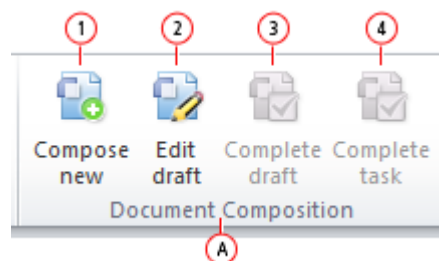 1 2 3 4
Compose Edit Complete Complete
new draft draft task
Document Composition
A